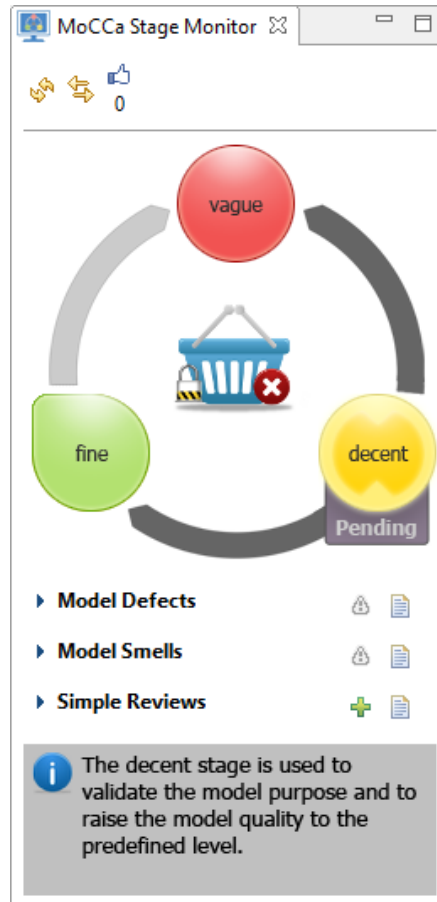 MoCCa Stage Monitor
0
vague
fine
decent
Pending
Model Defects
Model Smells
Simple Reviews
The decent stage is used to
validate the model purpose and to
raise the model quality to the
predefined level.